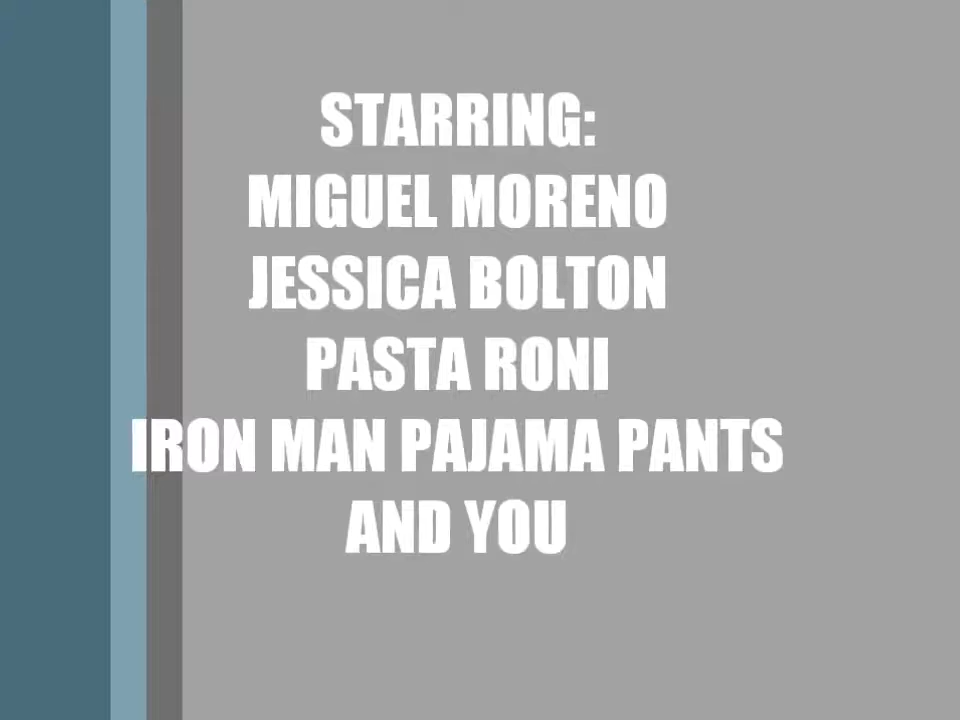 STARRING:
MIGUEL MORENO
JESSICA BOLTON
PASTA RONI
IRON MAN PAJAMA PANTS
AND YOU